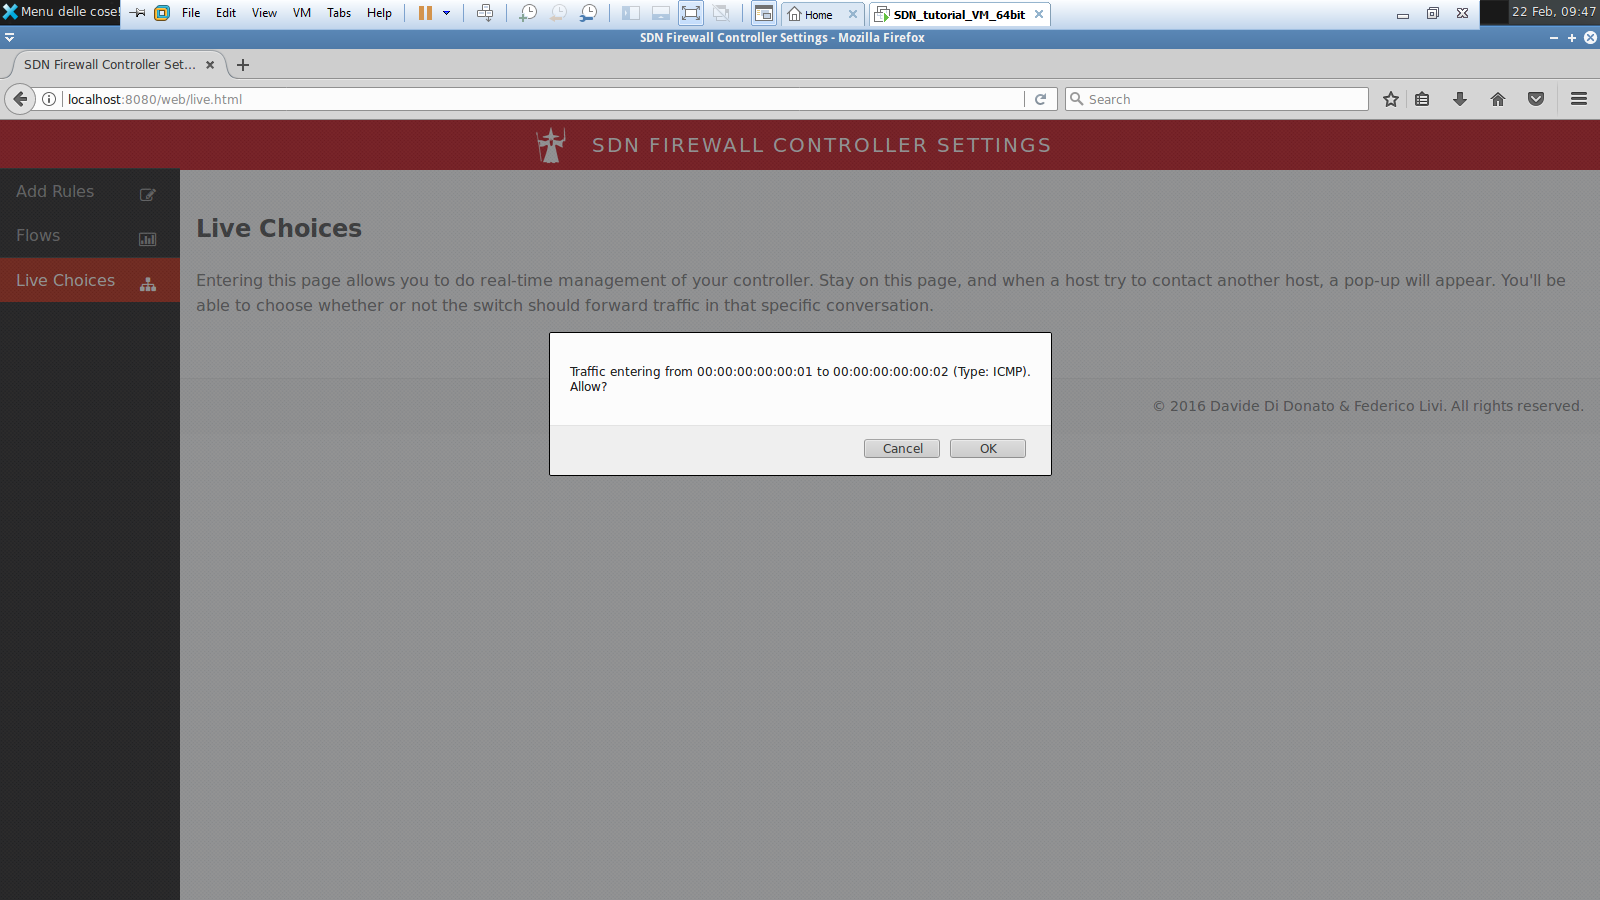 Menu delle cose!
File Edit View VM Tabs Help
Home
SDN_tutorial_VM_64bit
22 Feb, 09:47
SDN Firewall Controller Settings - Mozilla Firefox
SDN Firewall Controller Set...
localhost:8080/web/live.html
Search
SDN FIREWALL CONTROLLER SETTINGS
Add Rules
Flows
Live Choices
Live Choices
Entering this page allows you to do real-time management of your controller. Stay on this page, and when a host try to contact another host, a pop-up will appear. You'll be
able to choose whether or not the switch should forward traffic in that specific conversation.
Traffic entering from 00:00:00:00:00:01 to 00:00:00:00:00:02 (Type: ICMP).
Allow?
Cancel OK
© 2016 Davide Di Donato & Federico Livi. All rights reserved.